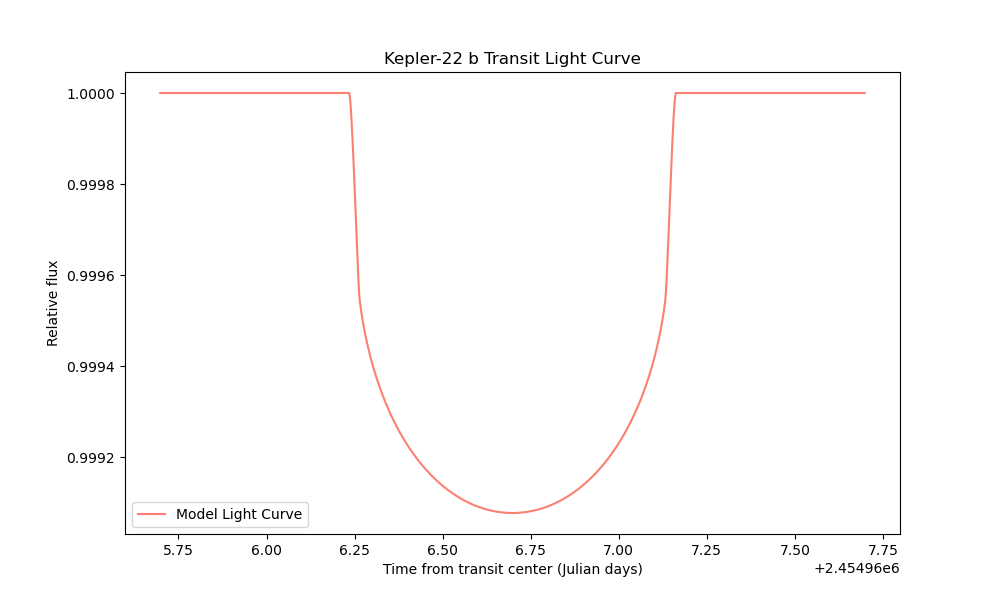 Kepler-22 b Transit Light Curve
Relative flux
1.0000
0.9998
0.9996
0.9994
0.9992
Model Light Curve
5.75 6.00 6.25 6.50 6.75 7.00 7.25 7.50 7.75
Time from transit center (Julian days)
+2.45496e6